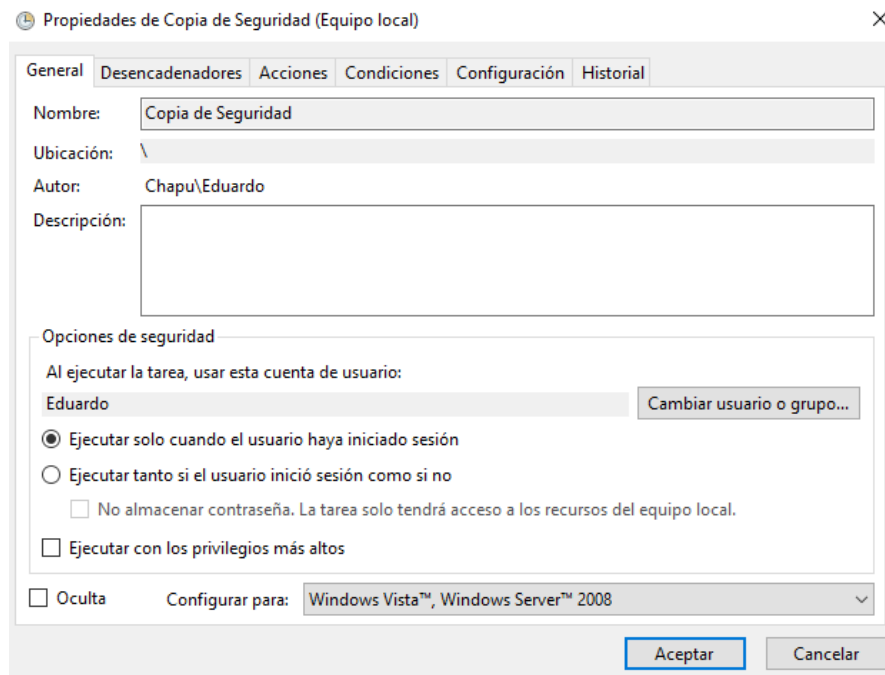 Propiedades de Copia de Seguridad (Equipo local)
General Desencadenadores Acciones Condiciones Configuración Historial
Nombre: Copia de Seguridad
Ubicación: \
Autor: Chapu\Eduardo
Descripción:
Opciones de seguridad
Al ejecutar la tarea, usar esta cuenta de usuario:
Eduardo Cambiar usuario o grupo...
Ejecutar solo cuando el usuario haya iniciado sesión
Ejecutar tanto si el usuario inició sesión como si no
No almacenar contraseña. La tarea solo tendrá acceso a los recursos del equipo local.
Ejecutar con los privilegios más altos
Oculta Configurar para: Windows Vista™, Windows Server™ 2008
Aceptar Cancelar